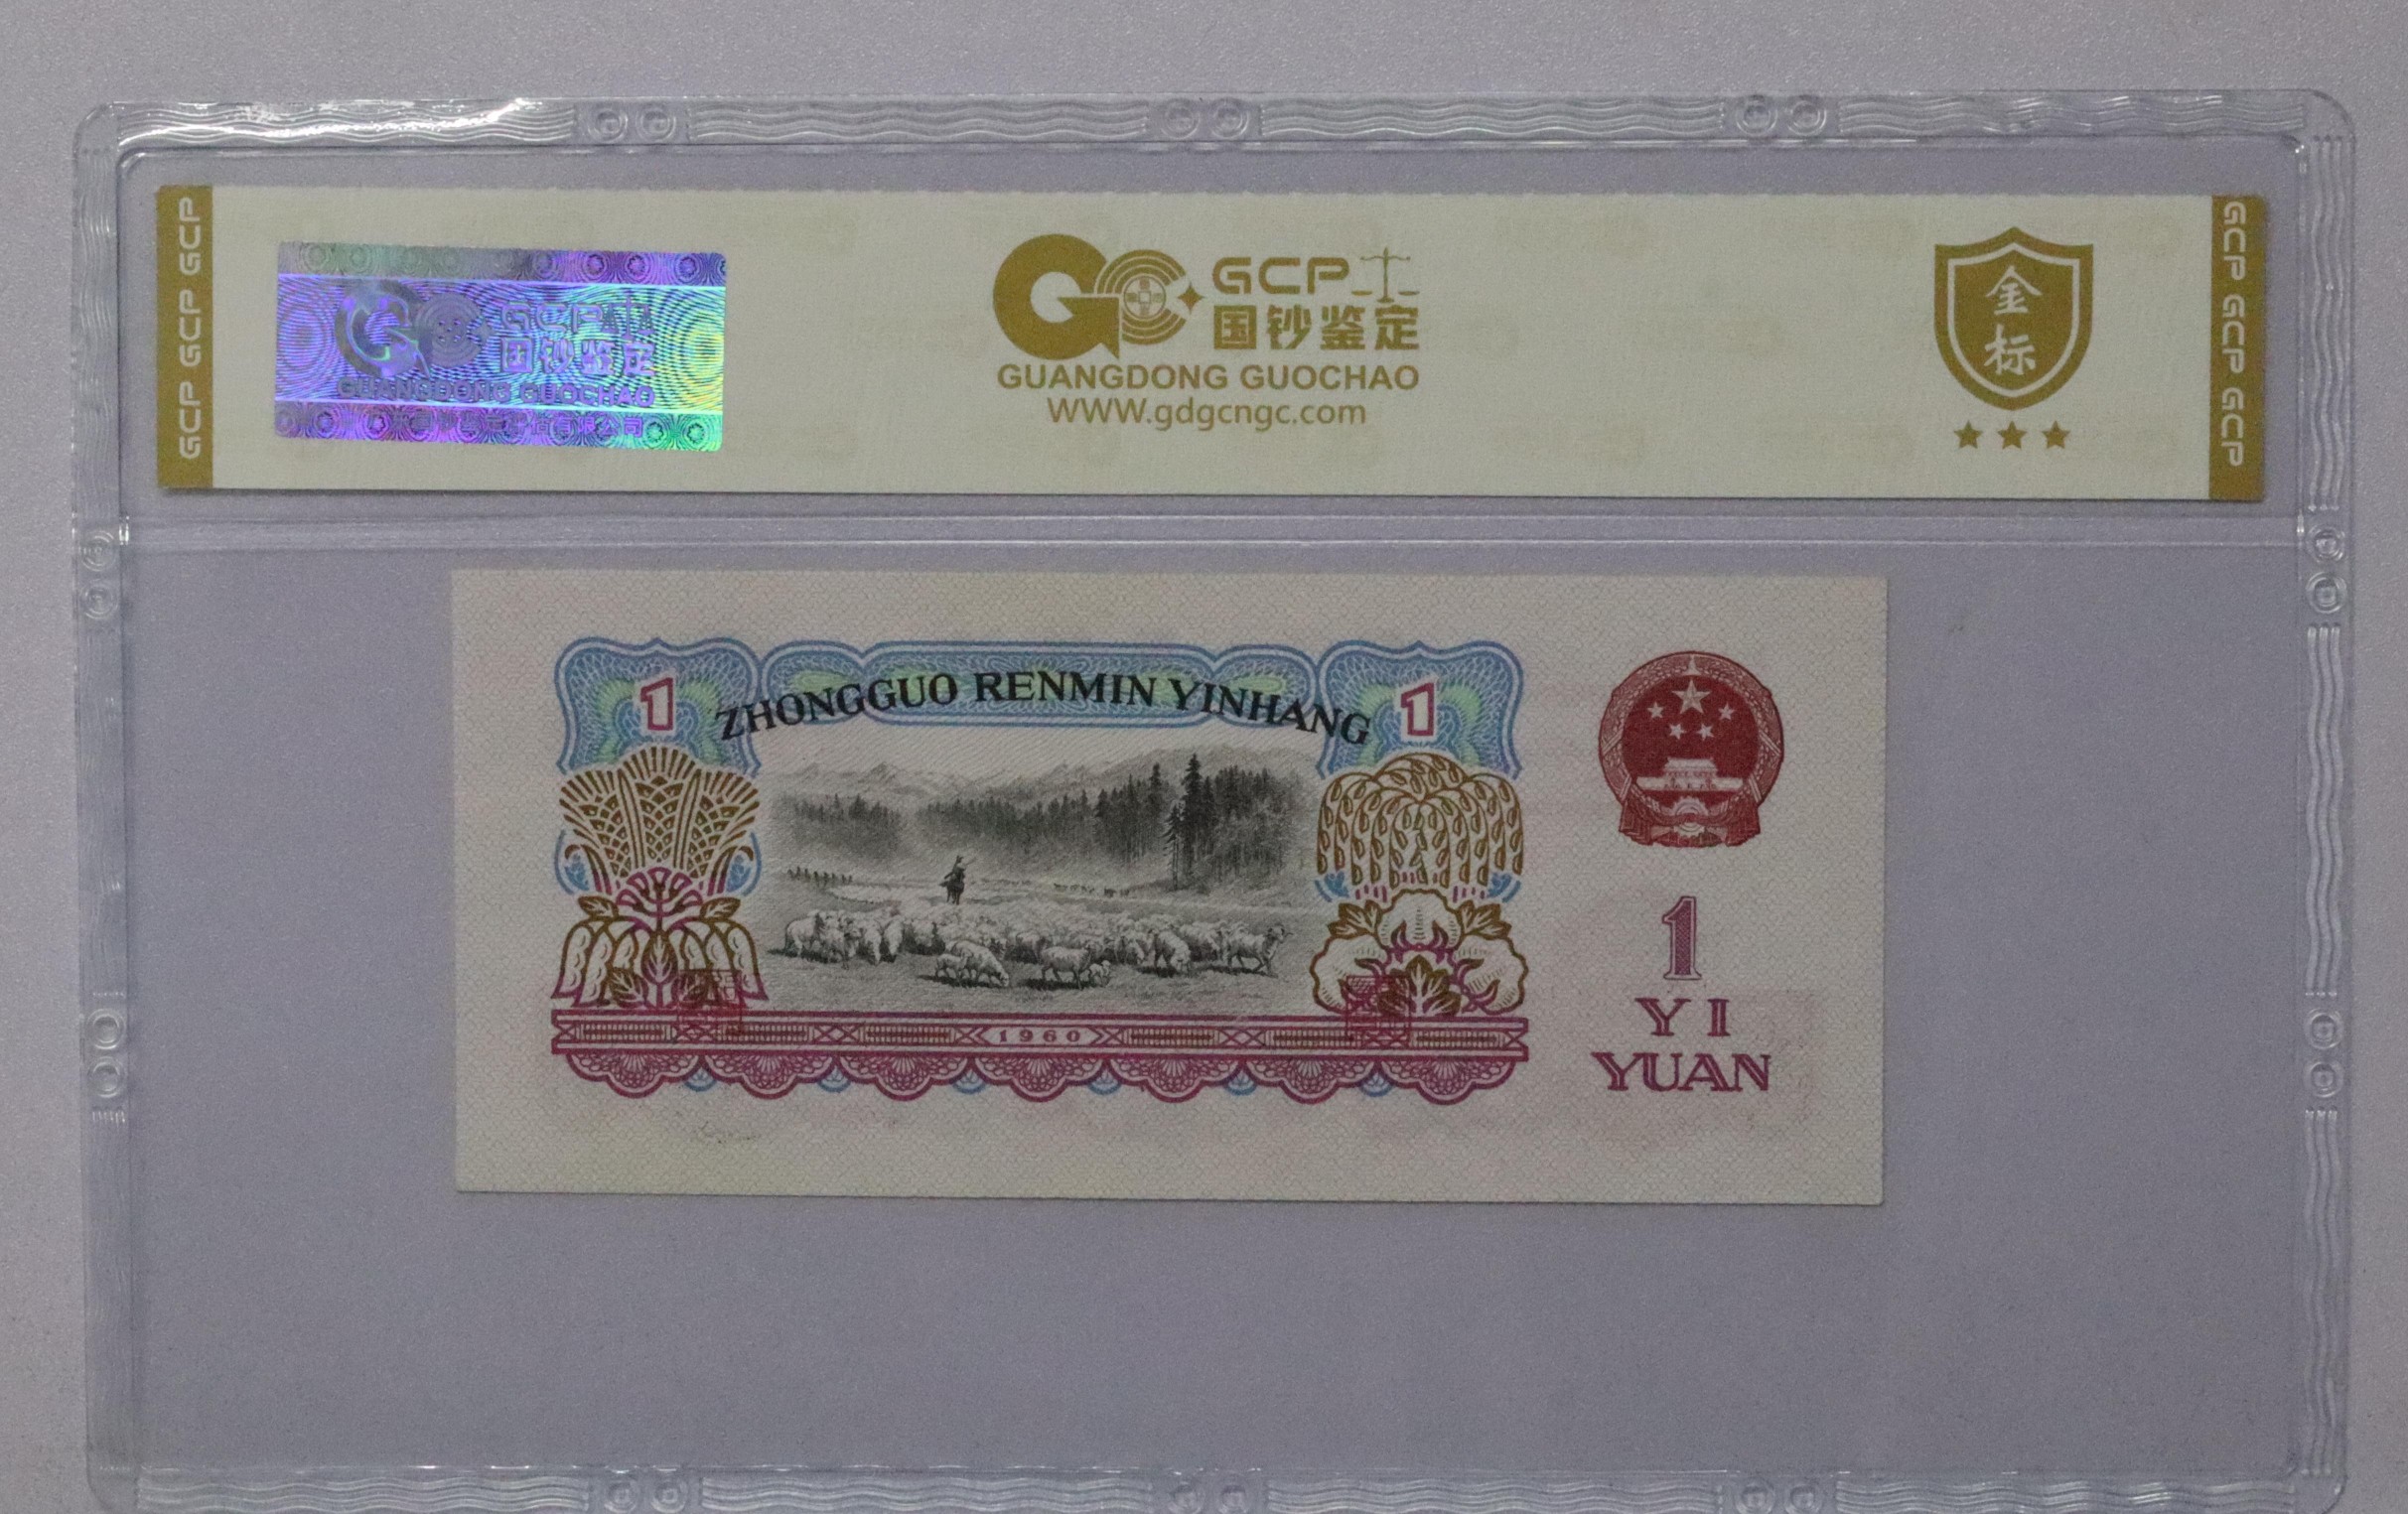 GCP GCP GCP
GCP
国钞鉴定
GUANGDONG GUOCHAO
GCP
国钞鉴定
GUANGDONG GUOCHAO
WWW.gdgcngc.com
金
标
GCP GCP GCP
1
ZHONGGUO RENMIN YINHANG
1
1960
1
YI
YUAN